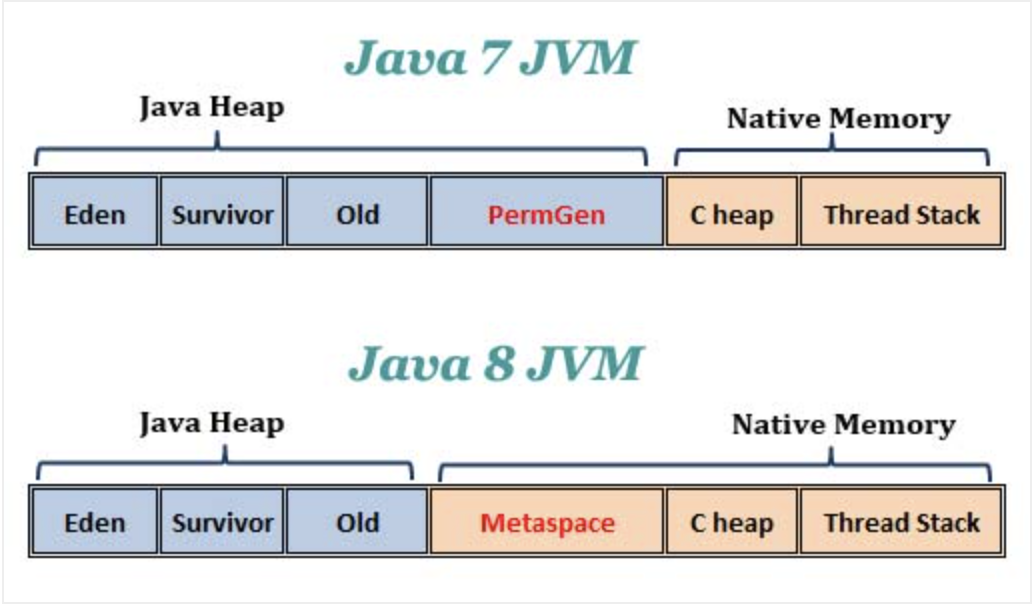 Java 7 JVM
Java Heap
Native Memory
Eden Survivor Old PermGen C heap Thread Stack
Java 8 JVM
Java Heap
Native Memory
Eden Survivor Old Metaspace C heap Thread Stack